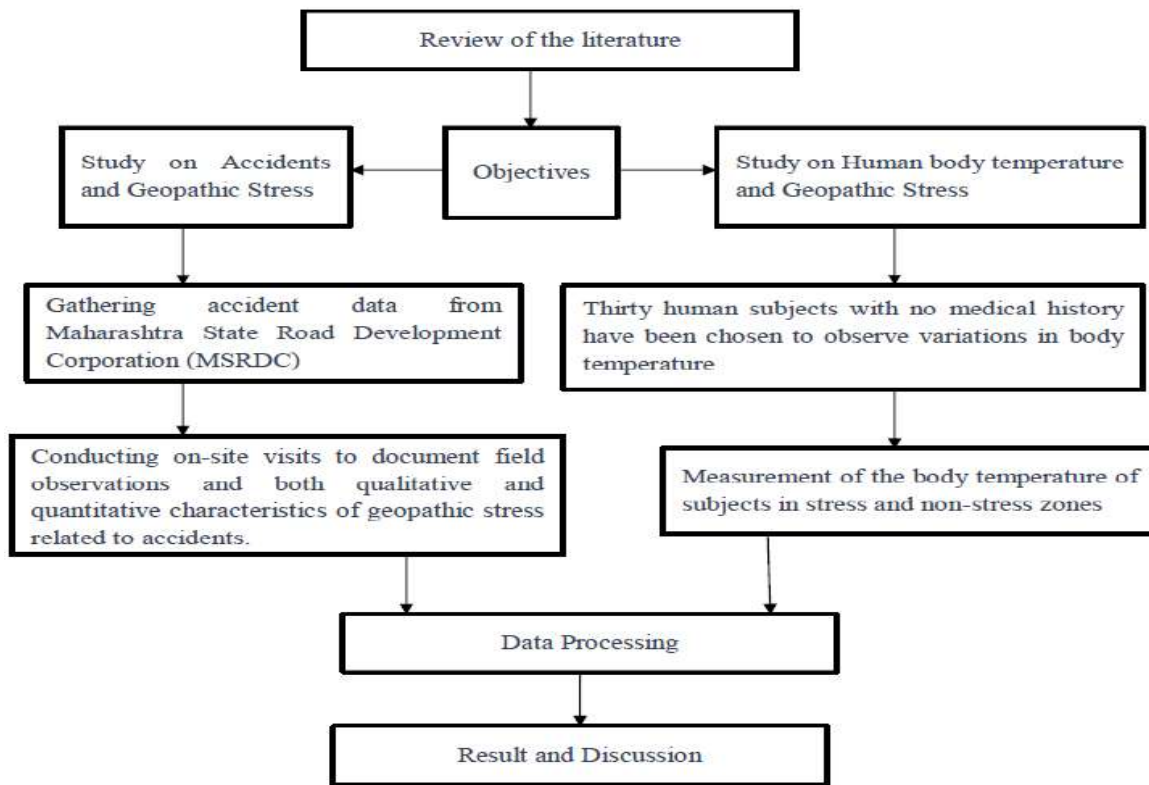 Review of the literature
Study on Accidents
and Geopathic Stress
Objectives
Study on Human body temperature
and Geopathic Stress
Gathering accident data from
Maharashtra State Road Development
Corporation (MSRDC)
Thirty human subjects with no medical history
have been chosen to observe variations in body
temperature
Conducting on-site visits to document field
observations and both qualitative and
quantitative characteristics of geopathic stress
related to accidents.
Measurement of the body temperature of
subjects in stress and non-stress zones
Data Processing
Result and Discussion